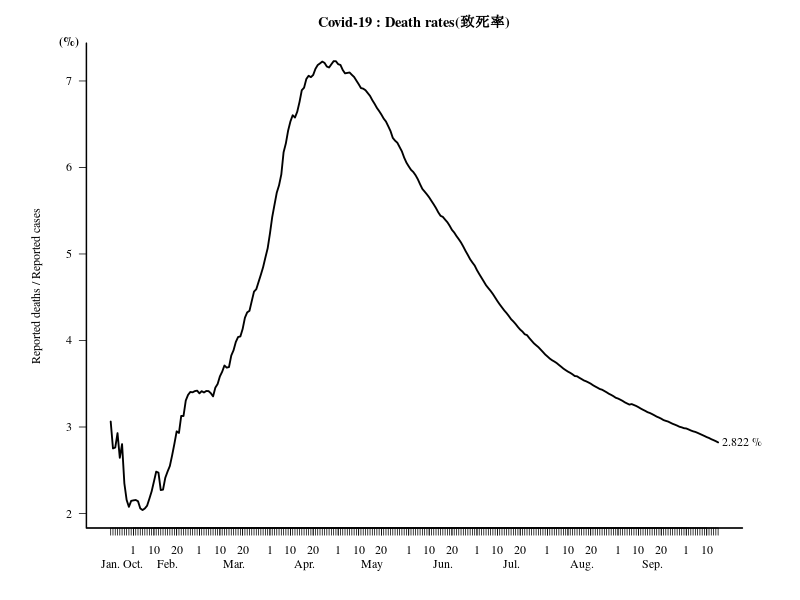 Covid-19 : Death rates(致死率)
(%)
7
6
5
4
3
2
Reported deaths / Reported cases
2.822 %
1 10 20 1 10 20 1 10 20 1 10 20 1 10 20 1 10 20 1 10 20 1 10 20 1 10
Jan. Oct. Feb. Mar. Apr. May Jun. Jul. Aug. Sep.